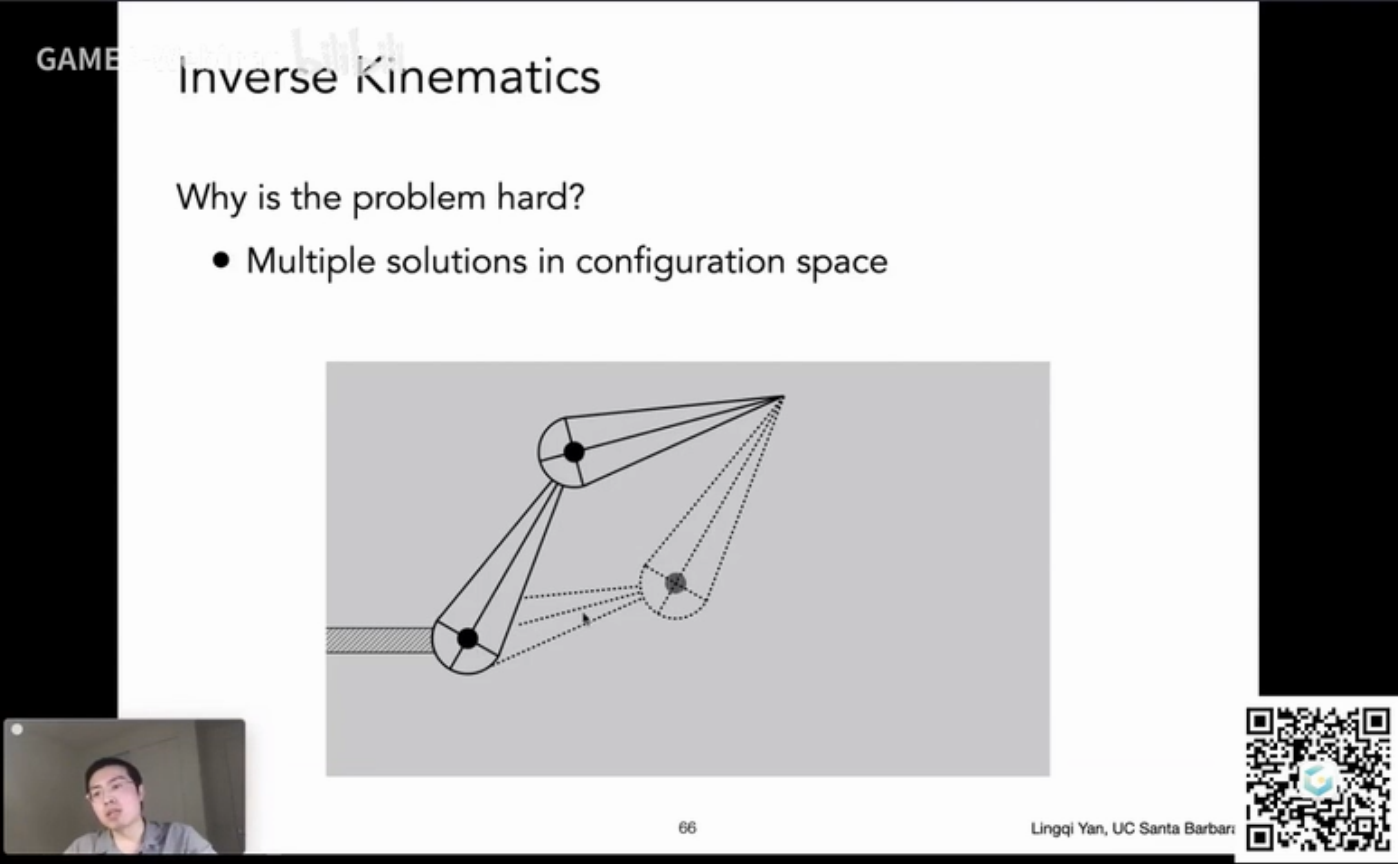 GAME
bilibili
Inverse Kinematics
Why is the problem hard?
● Multiple solutions in configuration space
66
Lingqi Yan, UC Santa Barbara